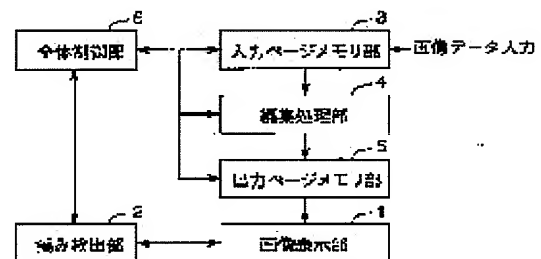 6
3
全体制御部
入力ページメモリ部
画像データ入力
4
編集処理部
5
出力ページメモリ部
2
1
画像表示部